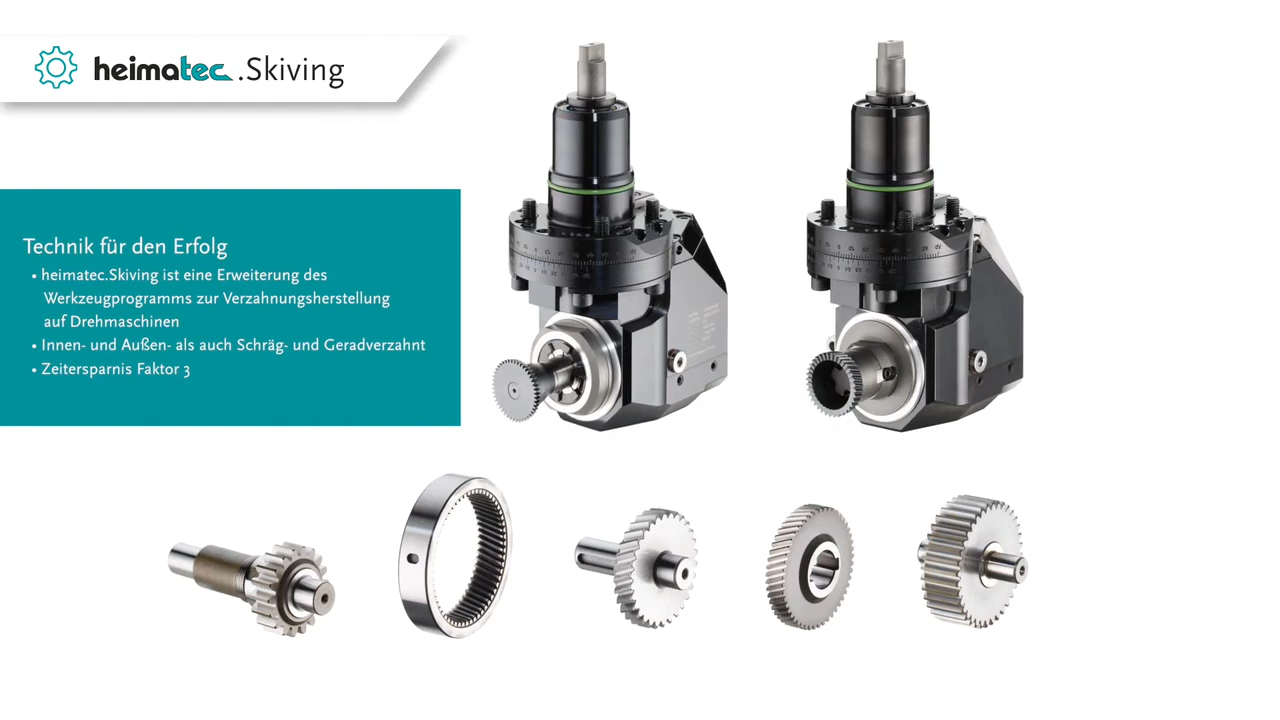 heimatec.Skiving
Technik für den Erfolg
• heimatec.Skiving ist eine Erweiterung des
Werkzeugprogramms zur Verzahnungsherstellung
auf Drehmaschinen
• Innen- und Außen- als auch Schräg- und Geradverzahnt
• Zeitersparnis Faktor 3